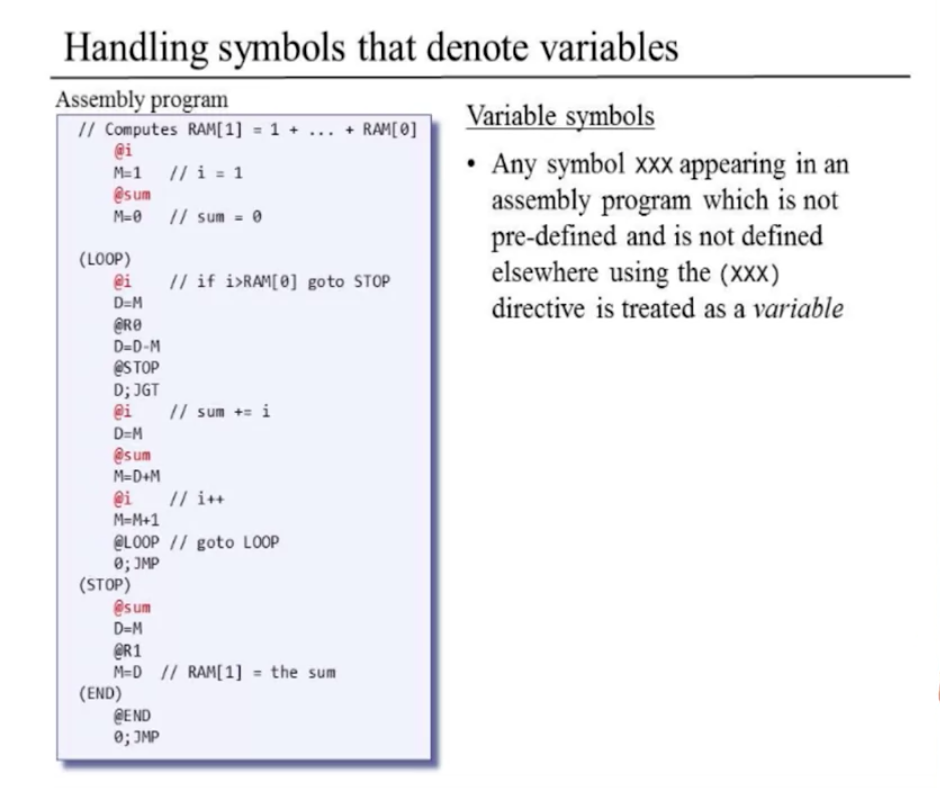 Handling symbols that denote variables
Assembly program
// Computes RAM[1] = 1 + ... + RAM[0]
@i
M=1 // i = 1
@sum
M=0 // sum = 0
(LOOP)
@i // if i>RAM[0] goto STOP
D=M
@R0
D=D-M
@STOP
D;JGT
@i // sum += i
D=M
@sum
M=D+M
@i // i++
M=M+1
@LOOP // goto LOOP
0;JMP
(STOP)
@sum
D=M
@R1
M=D // RAM[1] = the sum
(END)
@END
0;JMP
Variable symbols
• Any symbol xxx appearing in an
assembly program which is not
pre-defined and is not defined
elsewhere using the (xxx)
directive is treated as a variable